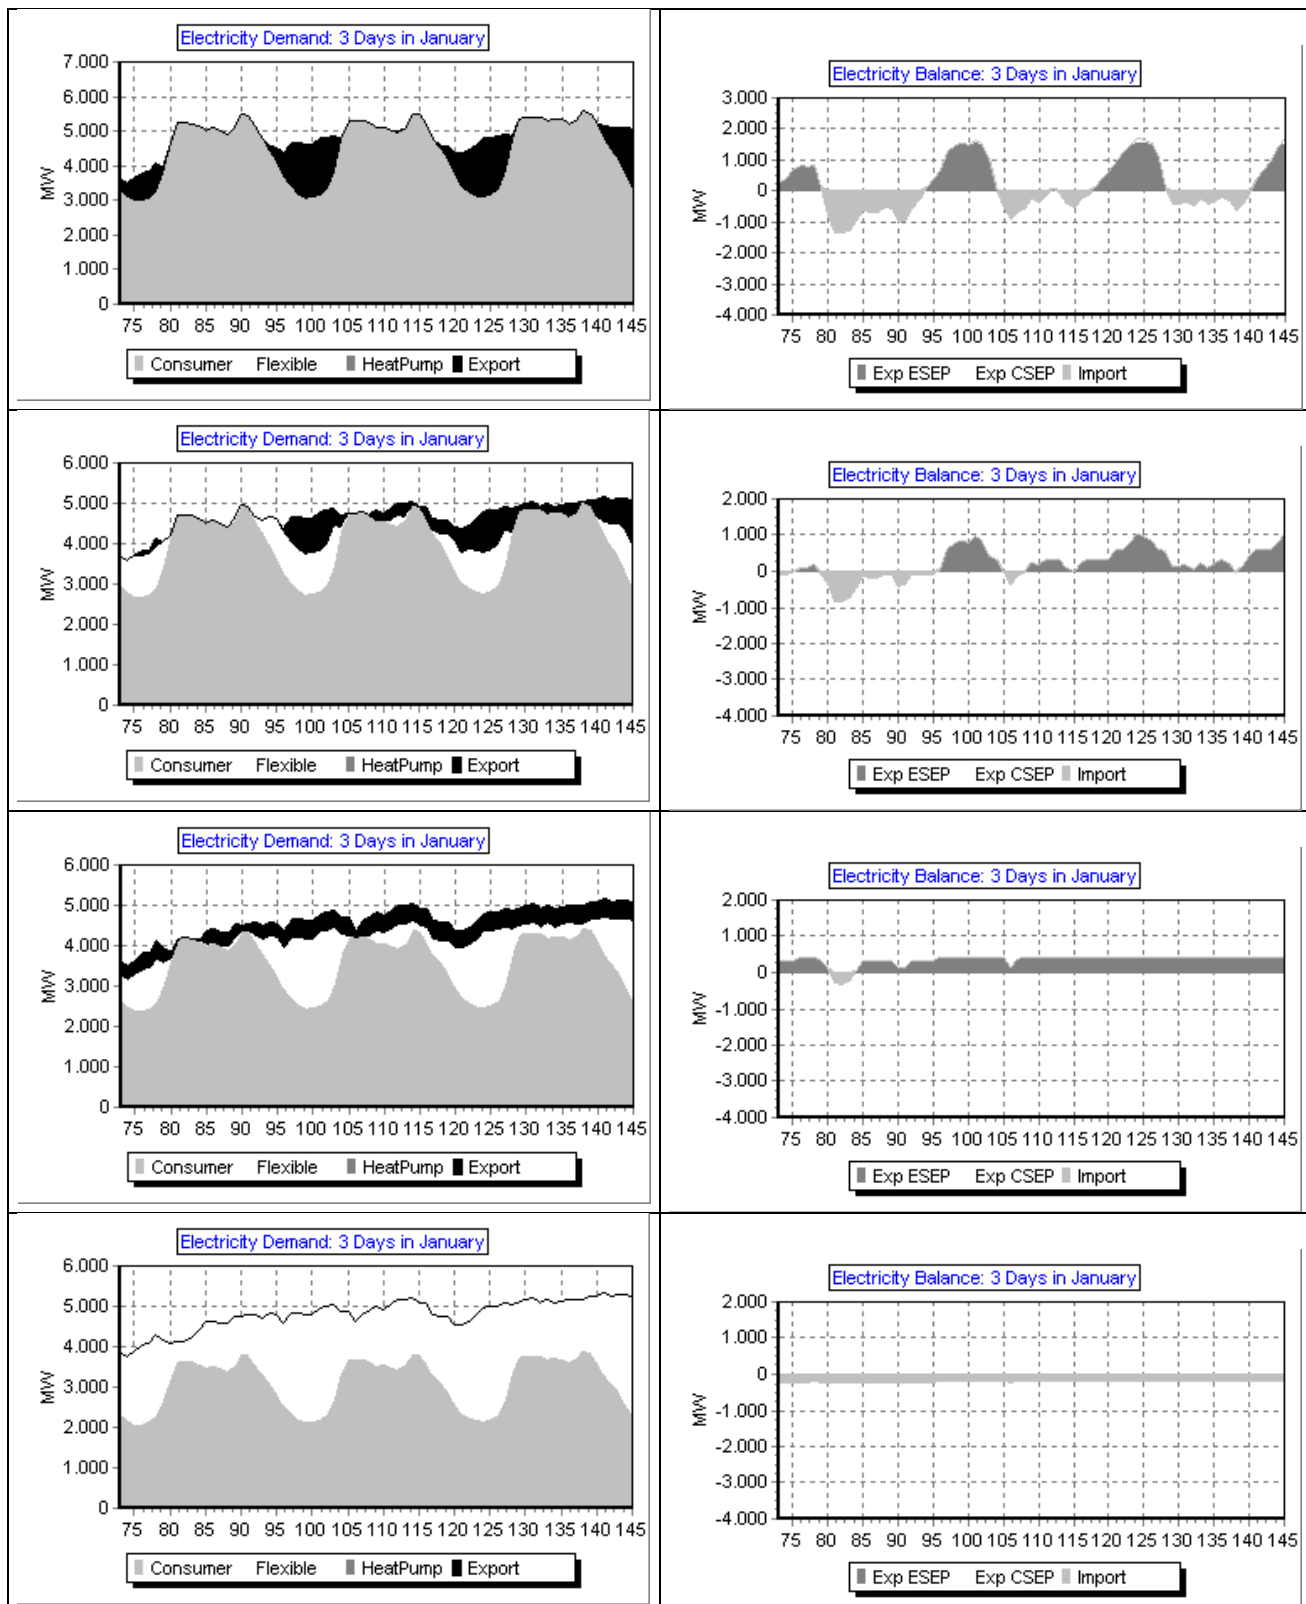 Electricity Demand: 3 Days in January
7.000
6.000
5.000
4.000
3.000
2.000
1.000
0
MW
75 80 85 90 95 100 105 110 115 120 125 130 135 140 145
Consumer Flexible HeatPump Export
Electricity Balance: 3 Days in January
3.000
2.000
1.000
0
-1.000
-2.000
-3.000
-4.000
MW
75 80 85 90 95 100 105 110 115 120 125 130 135 140 145
Exp ESEP Exp CSEP Import
Electricity Demand: 3 Days in January
6.000
5.000
4.000
3.000
2.000
1.000
0
MW
75 80 85 90 95 100 105 110 115 120 125 130 135 140 145
Consumer Flexible HeatPump Export
Electricity Balance: 3 Days in January
2.000
1.000
0
-1.000
-2.000
-3.000
-4.000
MW
75 80 85 90 95 100 105 110 115 120 125 130 135 140 145
Exp ESEP Exp CSEP Import
Electricity Demand: 3 Days in January
6.000
5.000
4.000
3.000
2.000
1.000
0
MW
75 80 85 90 95 100 105 110 115 120 125 130 135 140 145
Consumer Flexible HeatPump Export
Electricity Balance: 3 Days in January
2.000
1.000
0
-1.000
-2.000
-3.000
-4.000
MW
75 80 85 90 95 100 105 110 115 120 125 130 135 140 145
Exp ESEP Exp CSEP Import
Electricity Demand: 3 Days in January
6.000
5.000
4.000
3.000
2.000
1.000
0
MW
75 80 85 90 95 100 105 110 115 120 125 130 135 140 145
Consumer Flexible HeatPump Export
Electricity Balance: 3 Days in January
2.000
1.000
0
-1.000
-2.000
-3.000
-4.000
MW
75 80 85 90 95 100 105 110 115 120 125 130 135 140 145
Exp ESEP Exp CSEP Import